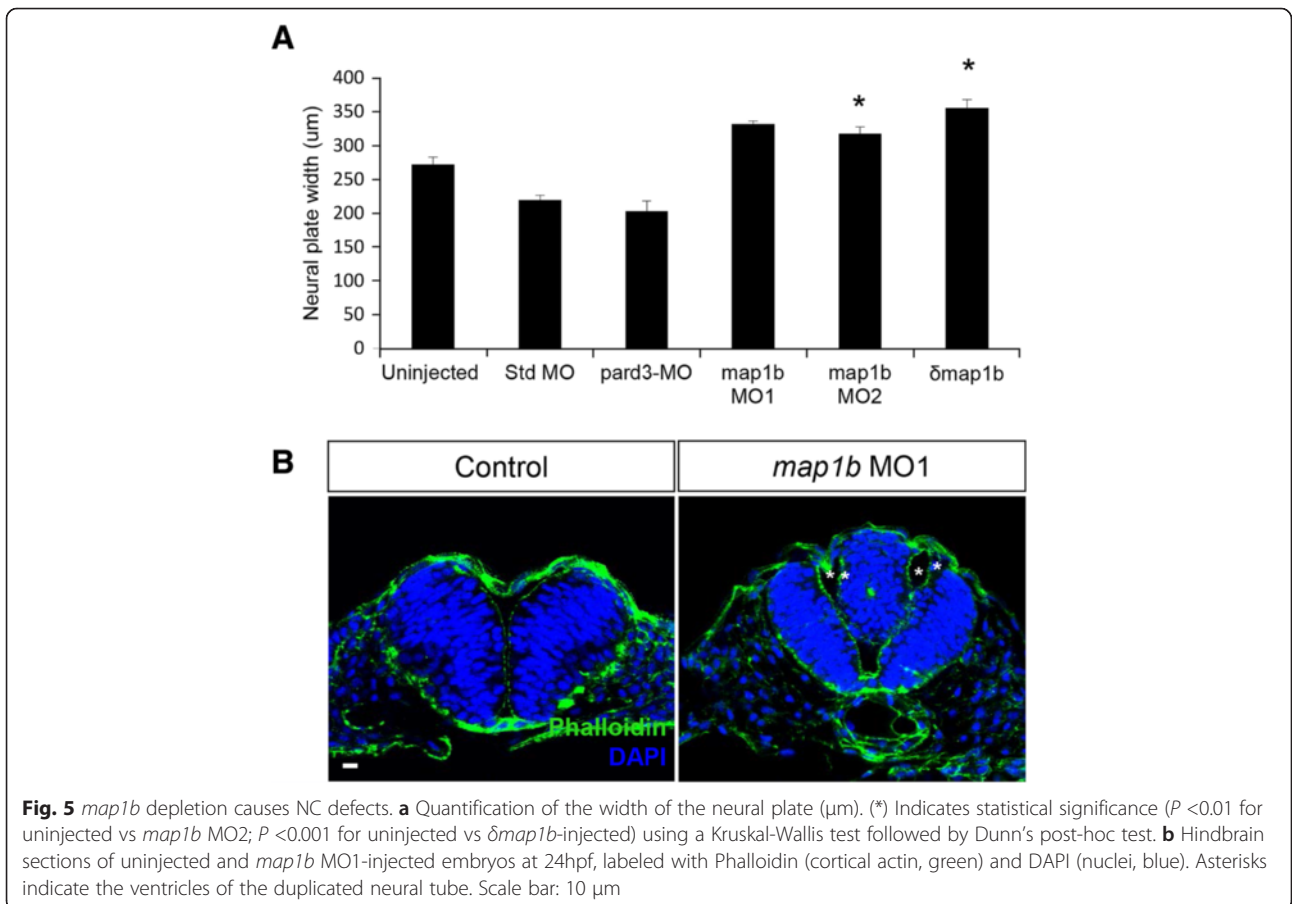 A
Neural plate width (um)
400
350
300
250
200
150
100
50
0
*
*
Uninjected
Std MO
pard3-MO
map1b
MO1
map1b
MO2
δmap1b
B
Control
map1b MO1
Phalloidin
DAPI
* * * *
Fig. 5 map1b depletion causes NC defects. a Quantification of the width of the neural plate (μm). (*) Indicates statistical significance (P <0.01 for
uninjected vs map1b MO2; P <0.001 for uninjected vs δmap1b-injected) using a Kruskal-Wallis test followed by Dunn's post-hoc test. b Hindbrain
sections of uninjected and map1b MO1-injected embryos at 24hpf, labeled with Phalloidin (cortical actin, green) and DAPI (nuclei, blue). Asterisks
indicate the ventricles of the duplicated neural tube. Scale bar: 10 μm